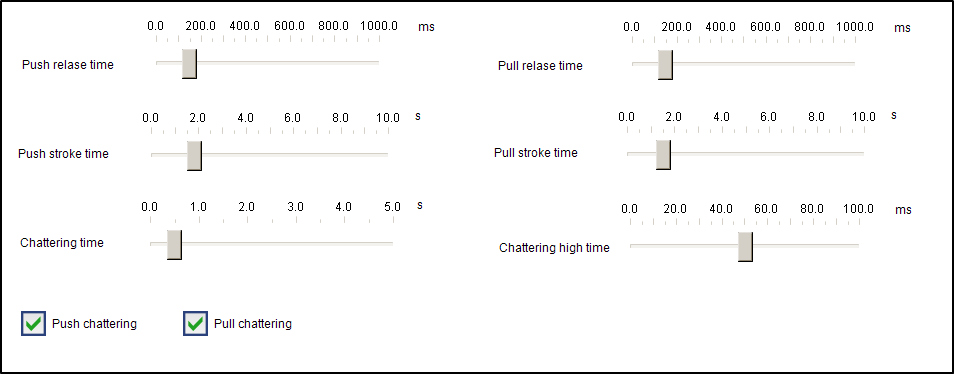 0.0 200.0 400.0 600.0 800.0 1000.0 ms
Push relase time
0.0 200.0 400.0 600.0 800.0 1000.0 ms
Pull relase time
0.0 2.0 4.0 6.0 8.0 10.0 s
Push stroke time
0.0 2.0 4.0 6.0 8.0 10.0 s
Pull stroke time
0.0 1.0 2.0 3.0 4.0 5.0 s
Chattering time
0.0 20.0 40.0 60.0 80.0 100.0 ms
Chattering high time
Push chattering Pull chattering